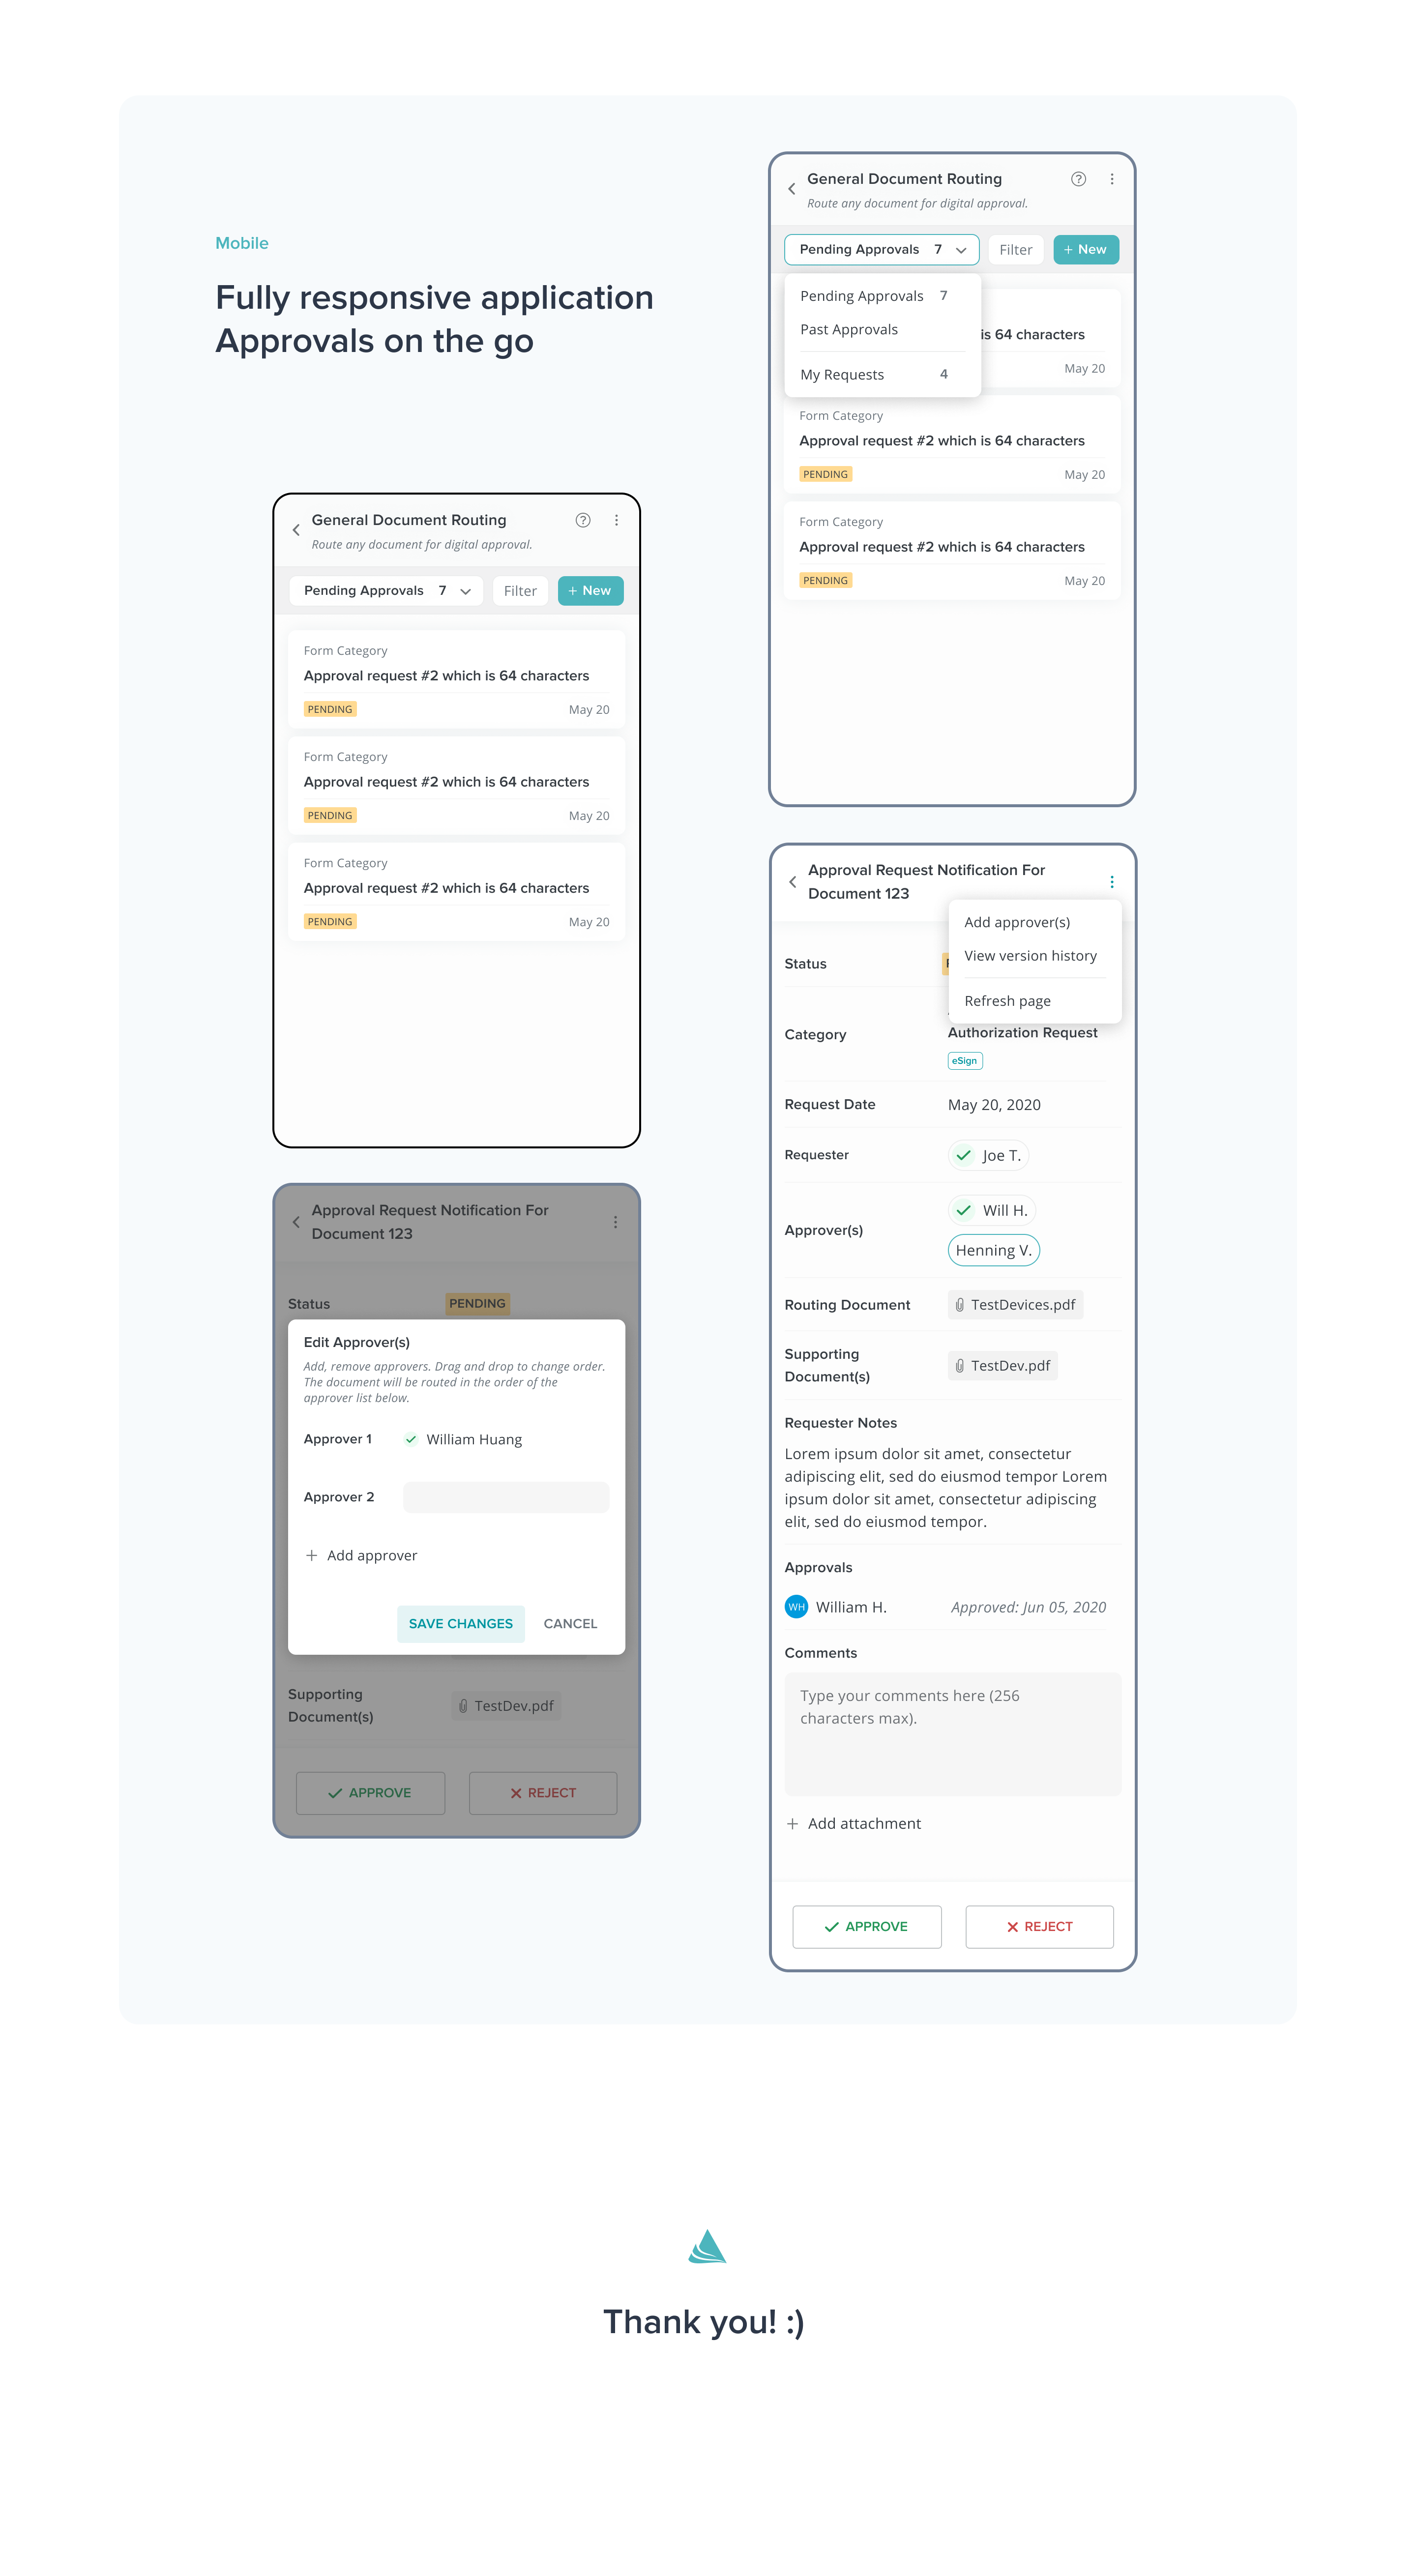 Mobile
Fully responsive application
Approvals on the go
General Document Routing
Route any document for digital approval.
Pending Approvals 7
Filter
+ New
Form Category
Approval request #2 which is 64 characters
PENDING
May 20
Form Category
Approval request #2 which is 64 characters
PENDING
May 20
Form Category
Approval request #2 which is 64 characters
PENDING
May 20
Approval Request Notification For
Document 123
Status
PENDING
Edit Approver(s)
Add, remove approvers. Drag and drop to change order.
The document will be routed in the order of the
approver list below.
Approver 1
William Huang
Approver 2
+ Add approver
SAVE CHANGES
CANCEL
Supporting
Document(s)
TestDev.pdf
APPROVE
REJECT
General Document Routing
Route any document for digital approval.
Pending Approvals 7
Filter
+ New
Pending Approvals 7
Past Approvals
My Requests 4
is 64 characters
May 20
Form Category
Approval request #2 which is 64 characters
PENDING
May 20
Form Category
Approval request #2 which is 64 characters
PENDING
May 20
Approval Request Notification For
Document 123
Add approver(s)
View version history
Refresh page
Status
Category
Authorization Request
eSign
Request Date
May 20, 2020
Requester
Joe T.
Approver(s)
Will H.
Henning V.
Routing Document
TestDevices.pdf
Supporting
Document(s)
TestDev.pdf
Requester Notes
Lorem ipsum dolor sit amet, consectetur
adipiscing elit, sed do eiusmod tempor Lorem
ipsum dolor sit amet, consectetur adipiscing
elit, sed do eiusmod tempor.
Approvals
WH William H.
Approved: Jun 05, 2020
Comments
Type your comments here (256
characters max).
+ Add attachment
APPROVE
REJECT
Thank you! :)